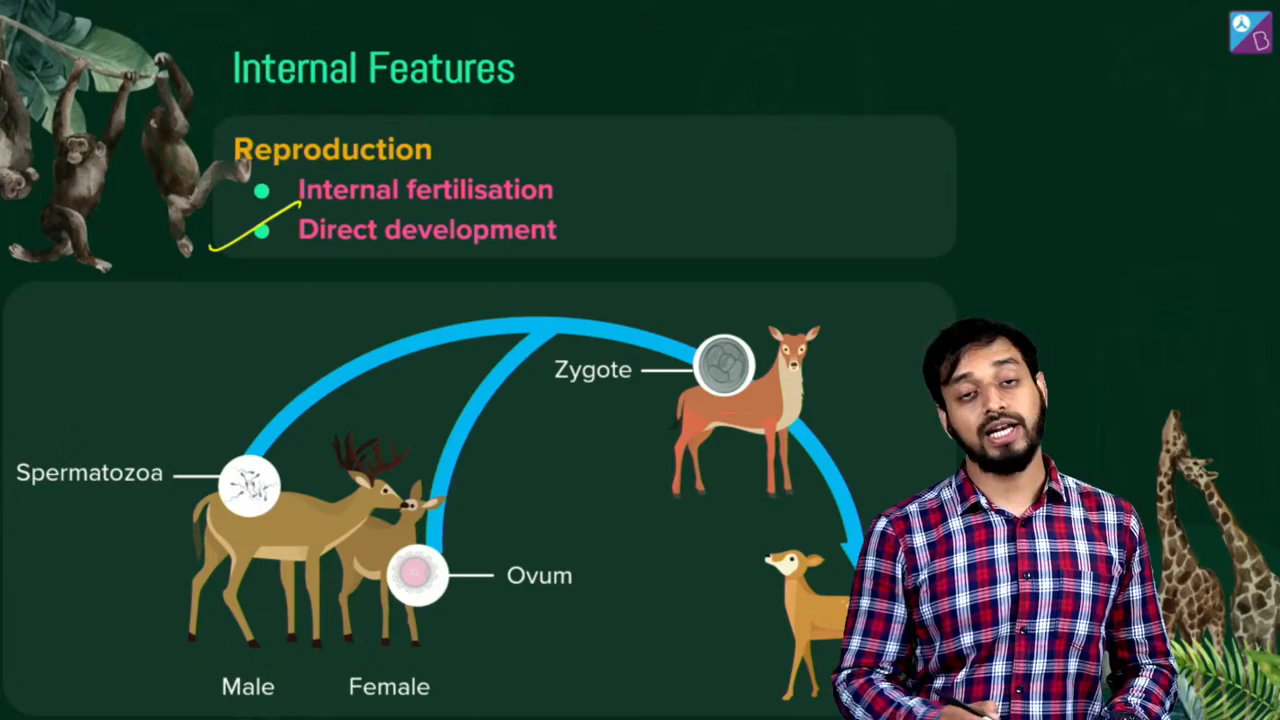 Internal Features
Reproduction
Internal fertilisation
Direct development
Zygote
Spermatozoa
Ovum
Male Female
B